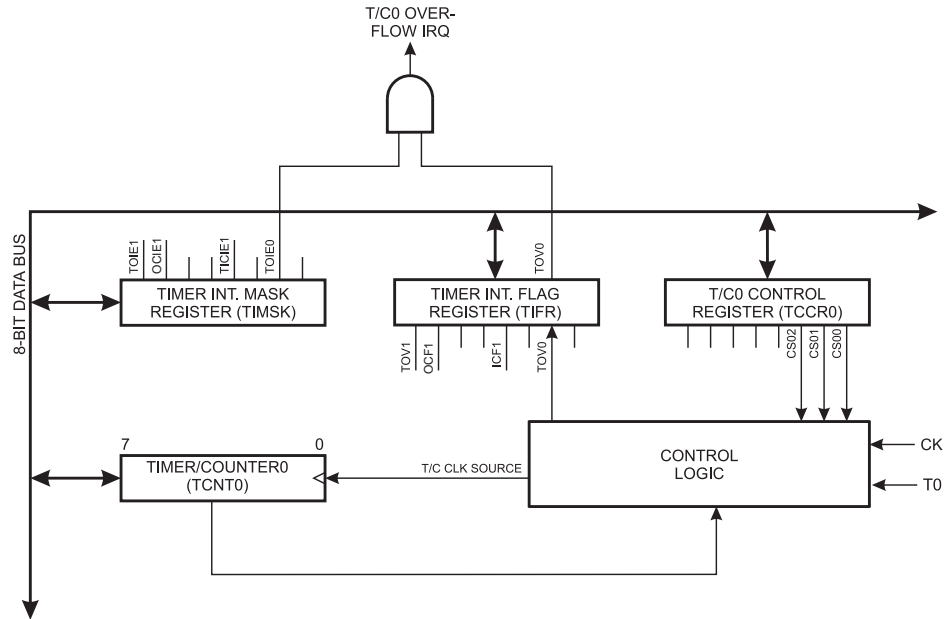 T/C0 OVER-
FLOW IRQ
8-BIT DATA BUS
TOIE1
OCIE1
TICIE1
TOIE0
TOV0
TIMER INT. MASK
REGISTER (TIMSK)
TIMER INT. FLAG
REGISTER (TIFR)
T/C0 CONTROL
REGISTER (TCCR0)
TOV1
OCF1
ICF1
TOV0
CS02
CS01
CS00
7
0
TIMER/COUNTER0
(TCNT0)
T/C CLK SOURCE
CONTROL
LOGIC
CK
T0